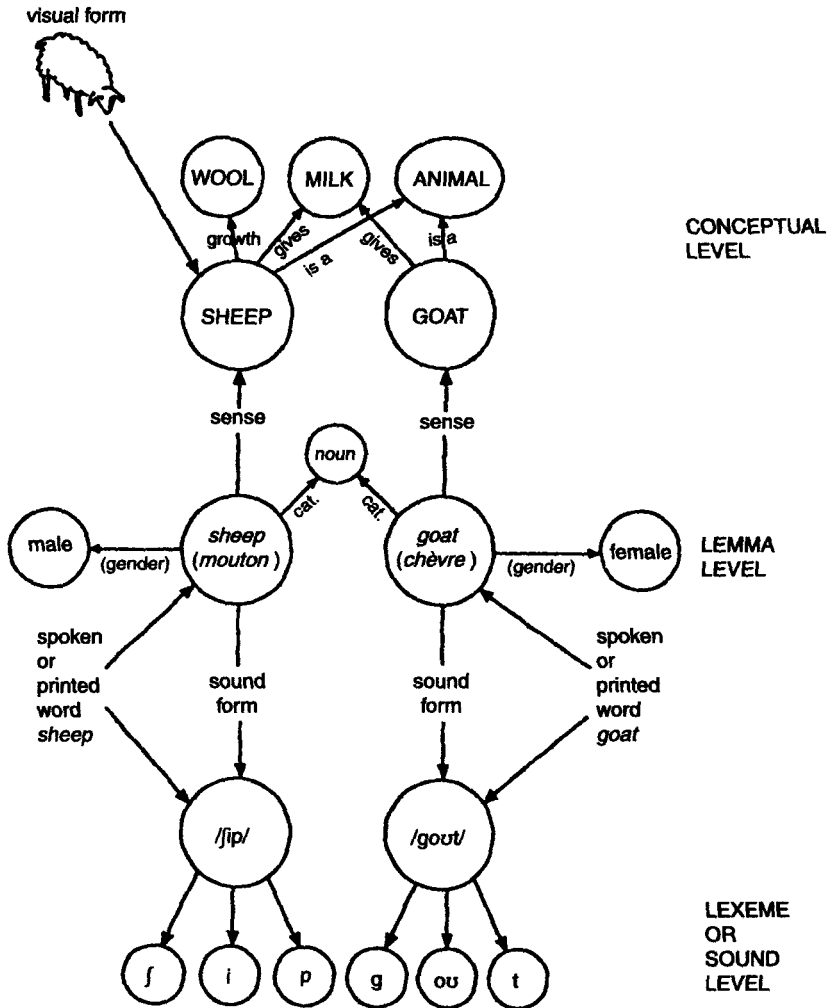 visual form
WOOL
MILK
ANIMAL
growth
gives
is a
gives
is a
CONCEPTUAL
LEVEL
SHEEP
GOAT
sense
sense
noun
cat.
cat.
male
(gender)
sheep
(mouton)
goat
(chèvre)
(gender)
female
LEMMA
LEVEL
spoken
or
printed
word
sheep
sound
form
sound
form
spoken
or
printed
word
goat
/ʃip/
/goʊt/
ʃ
i
p
g
oʊ
t
LEXEME
OR
SOUND
LEVEL